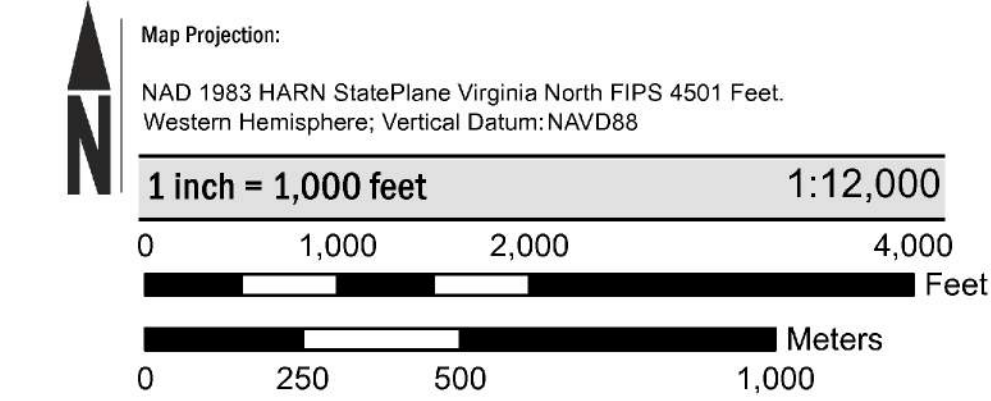 N
Map Projection:
NAD 1983 HARN StatePlane Virginia North FIPS 4501 Feet.
Western Hemisphere; Vertical Datum:NAVD88
1 inch = 1,000 feet 1:12,000
0 1,000 2,000 4,000
Feet
Meters
0 250 500 1,000